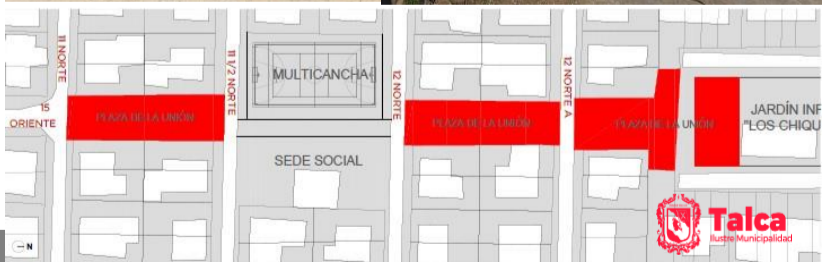 11 NORTE
15
ORIENTE
PLAZA DE LA UNIÓN
11 1/2 NORTE
MULTICANCHA
SEDE SOCIAL
12 NORTE
PLAZA DE LA UNIÓN
12 NORTE A
PLAZA DE LA UNIÓN
JARDÍN INF
"LOS CHIQU
N
Talca
Ilustre Municipalidad